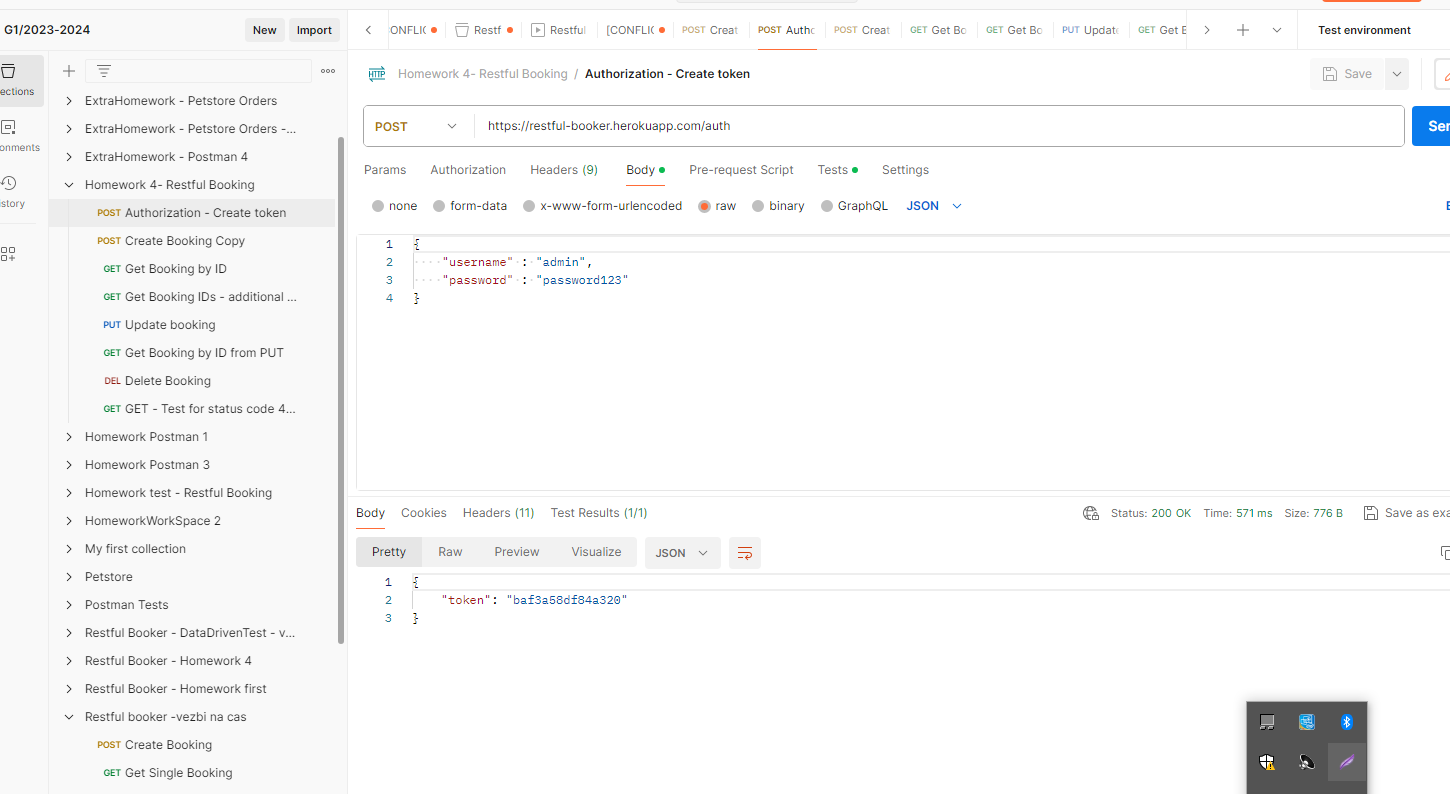 G1/2023-2024
New
Import
ections
onments
story
ExtraHomework - Petstore Orders
ExtraHomework - Petstore Orders -...
ExtraHomework - Postman 4
Homework 4- Restful Booking
POST Authorization - Create token
POST Create Booking Copy
GET Get Booking by ID
GET Get Booking IDs - additional ...
PUT Update booking
GET Get Booking by ID from PUT
DEL Delete Booking
GET GET - Test for status code 4...
Homework Postman 1
Homework Postman 3
Homework test - Restful Booking
HomeworkWorkSpace 2
My first collection
Petstore
Postman Tests
Restful Booker - DataDrivenTest - v...
Restful Booker - Homework 4
Restful Booker - Homework first
Restful booker -vezbi na cas
POST Create Booking
GET Get Single Booking
ONFLIC Restf Restful [CONFLIC POST Creat POST Autho POST Creat GET Get Bo GET Get Bo PUT Updat GET Get B Test environment
HTTP Homework 4- Restful Booking / Authorization - Create token
Save
POST https://restful-booker.herokuapp.com/auth
Sen
Params Authorization Headers (9) Body Pre-request Script Tests Settings
none form-data x-www-form-urlencoded raw binary GraphQL JSON
1 {
2 "username" : "admin",
3 "password" : "password123"
4 }
Body Cookies Headers (11) Test Results (1/1)
Status: 200 OK Time: 571 ms Size: 776 B Save as exa
Pretty Raw Preview Visualize JSON
1 {
2 "token": "baf3a58df84a320"
3 }